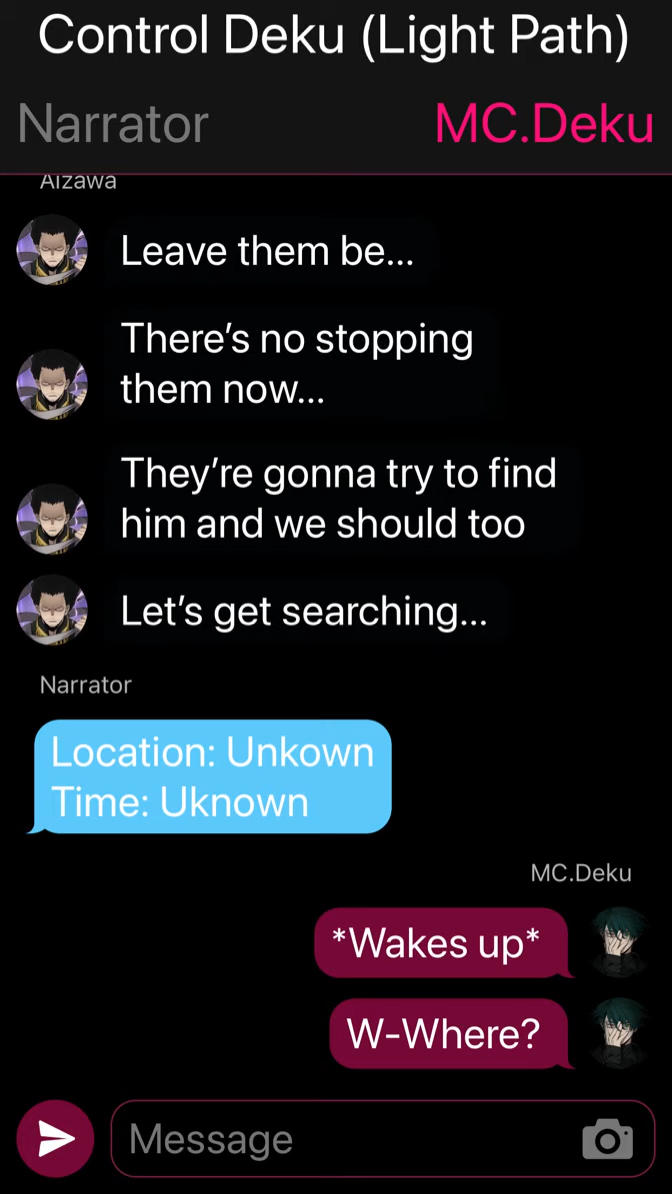 Control Deku (Light Path)
Narrator
MC.Deku
Aizawa
Leave them be...
There’s no stopping
them now...
They’re gonna try to find
him and we should too
Let’s get searching...
Narrator
Location: Unkown
Time: Uknown
MC.Deku
*Wakes up*
W-Where?
Message